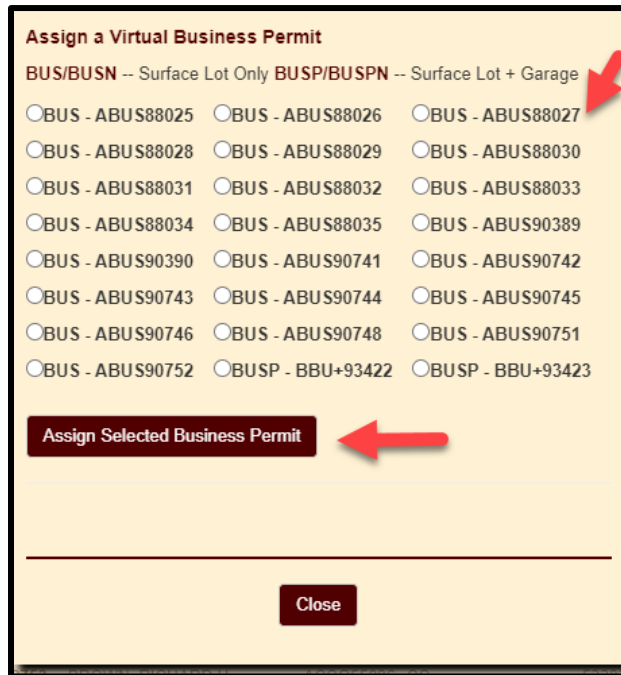 Assign a Virtual Business Permit
BUS/BUSN -- Surface Lot Only BUSP/BUSPN -- Surface Lot + Garage
BUS - ABUS88025 BUS - ABUS88026 BUS - ABUS88027
BUS - ABUS88028 BUS - ABUS88029 BUS - ABUS88030
BUS - ABUS88031 BUS - ABUS88032 BUS - ABUS88033
BUS - ABUS88034 BUS - ABUS88035 BUS - ABUS90389
BUS - ABUS90390 BUS - ABUS90741 BUS - ABUS90742
BUS - ABUS90743 BUS - ABUS90744 BUS - ABUS90745
BUS - ABUS90746 BUS - ABUS90748 BUS - ABUS90751
BUS - ABUS90752 BUSP - BBU+93422 BUSP - BBU+93423
Assign Selected Business Permit
Close